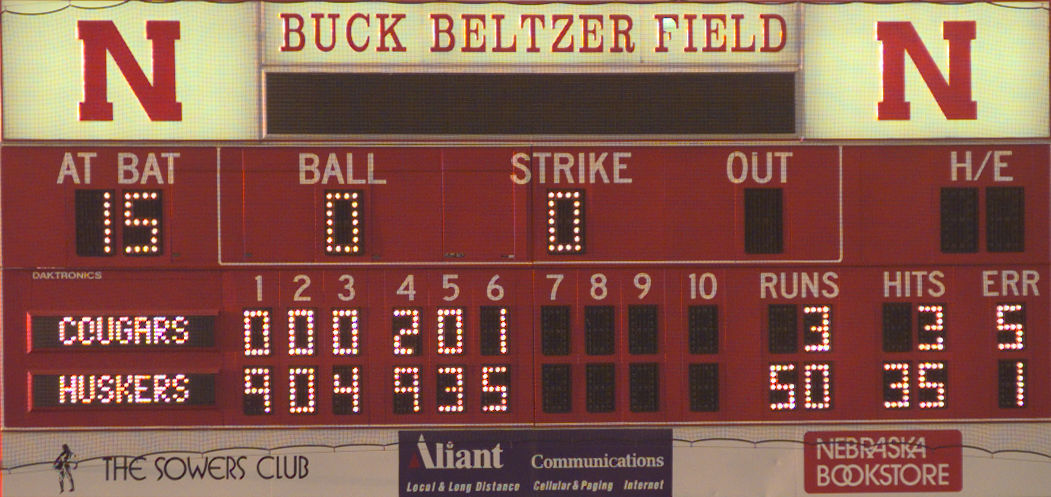 N BUCK BELTZER FIELD N
AT BAT BALL STRIKE OUT H/E
15 0 0
DAKTRONICS
1 2 3 4 5 6 7 8 9 10 RUNS HITS ERR
COUGARS 0 0 0 2 0 1 3 3 5
HUSKERS 9 0 4 9 3 5 50 35 1
THE SOWERS CLUB
Aliant Communications
Local & Long Distance Cellular & Paging Internet
NEBRASKA
BOOKSTORE